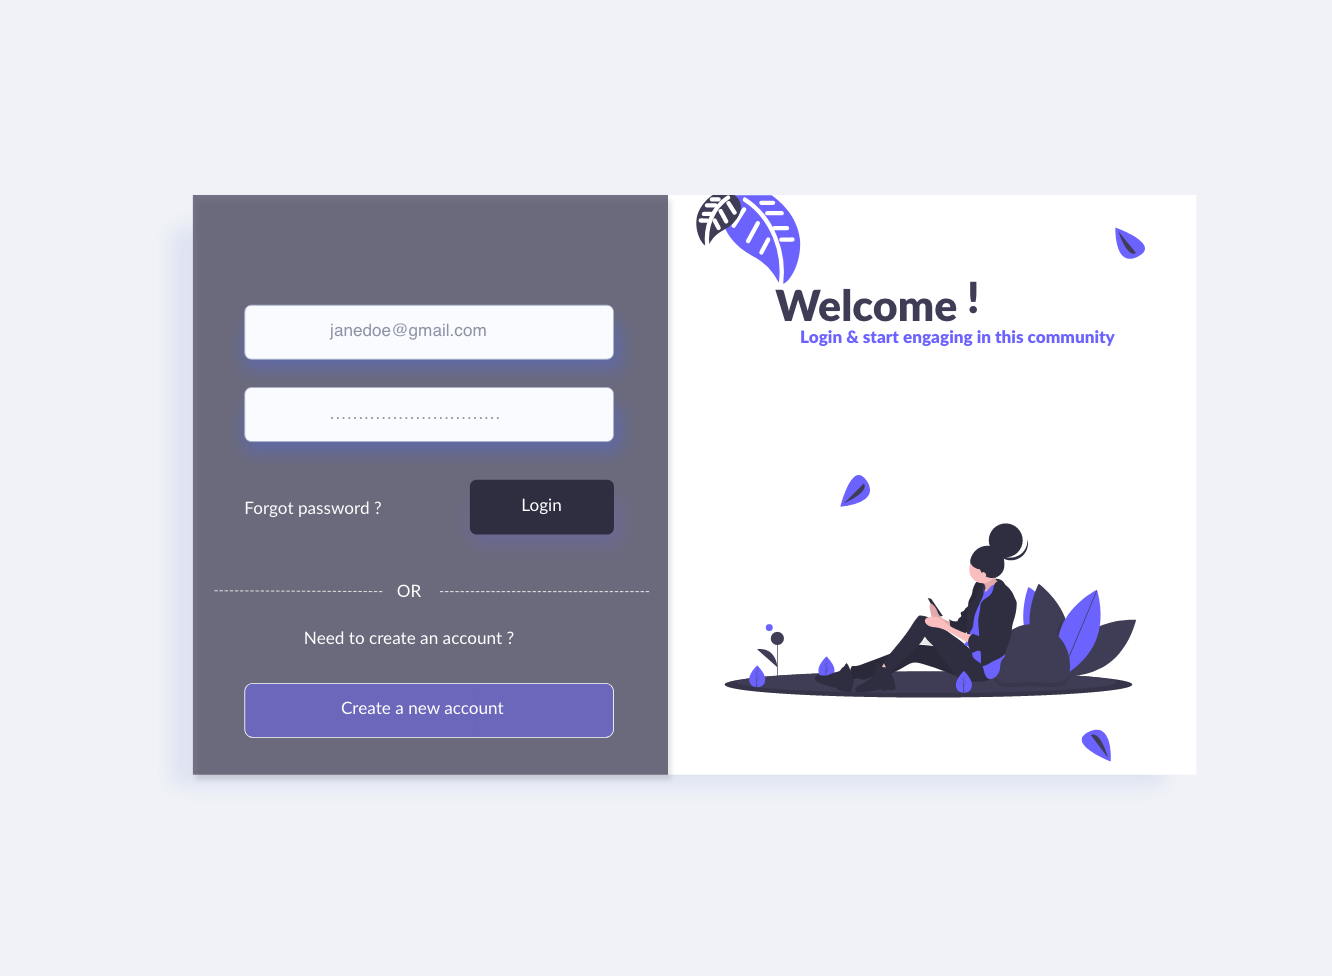 janedoe@gmail.com
..............................
Forgot password ?
Login
OR
Need to create an account ?
Create a new account
Welcome !
Login & start engaging in this community